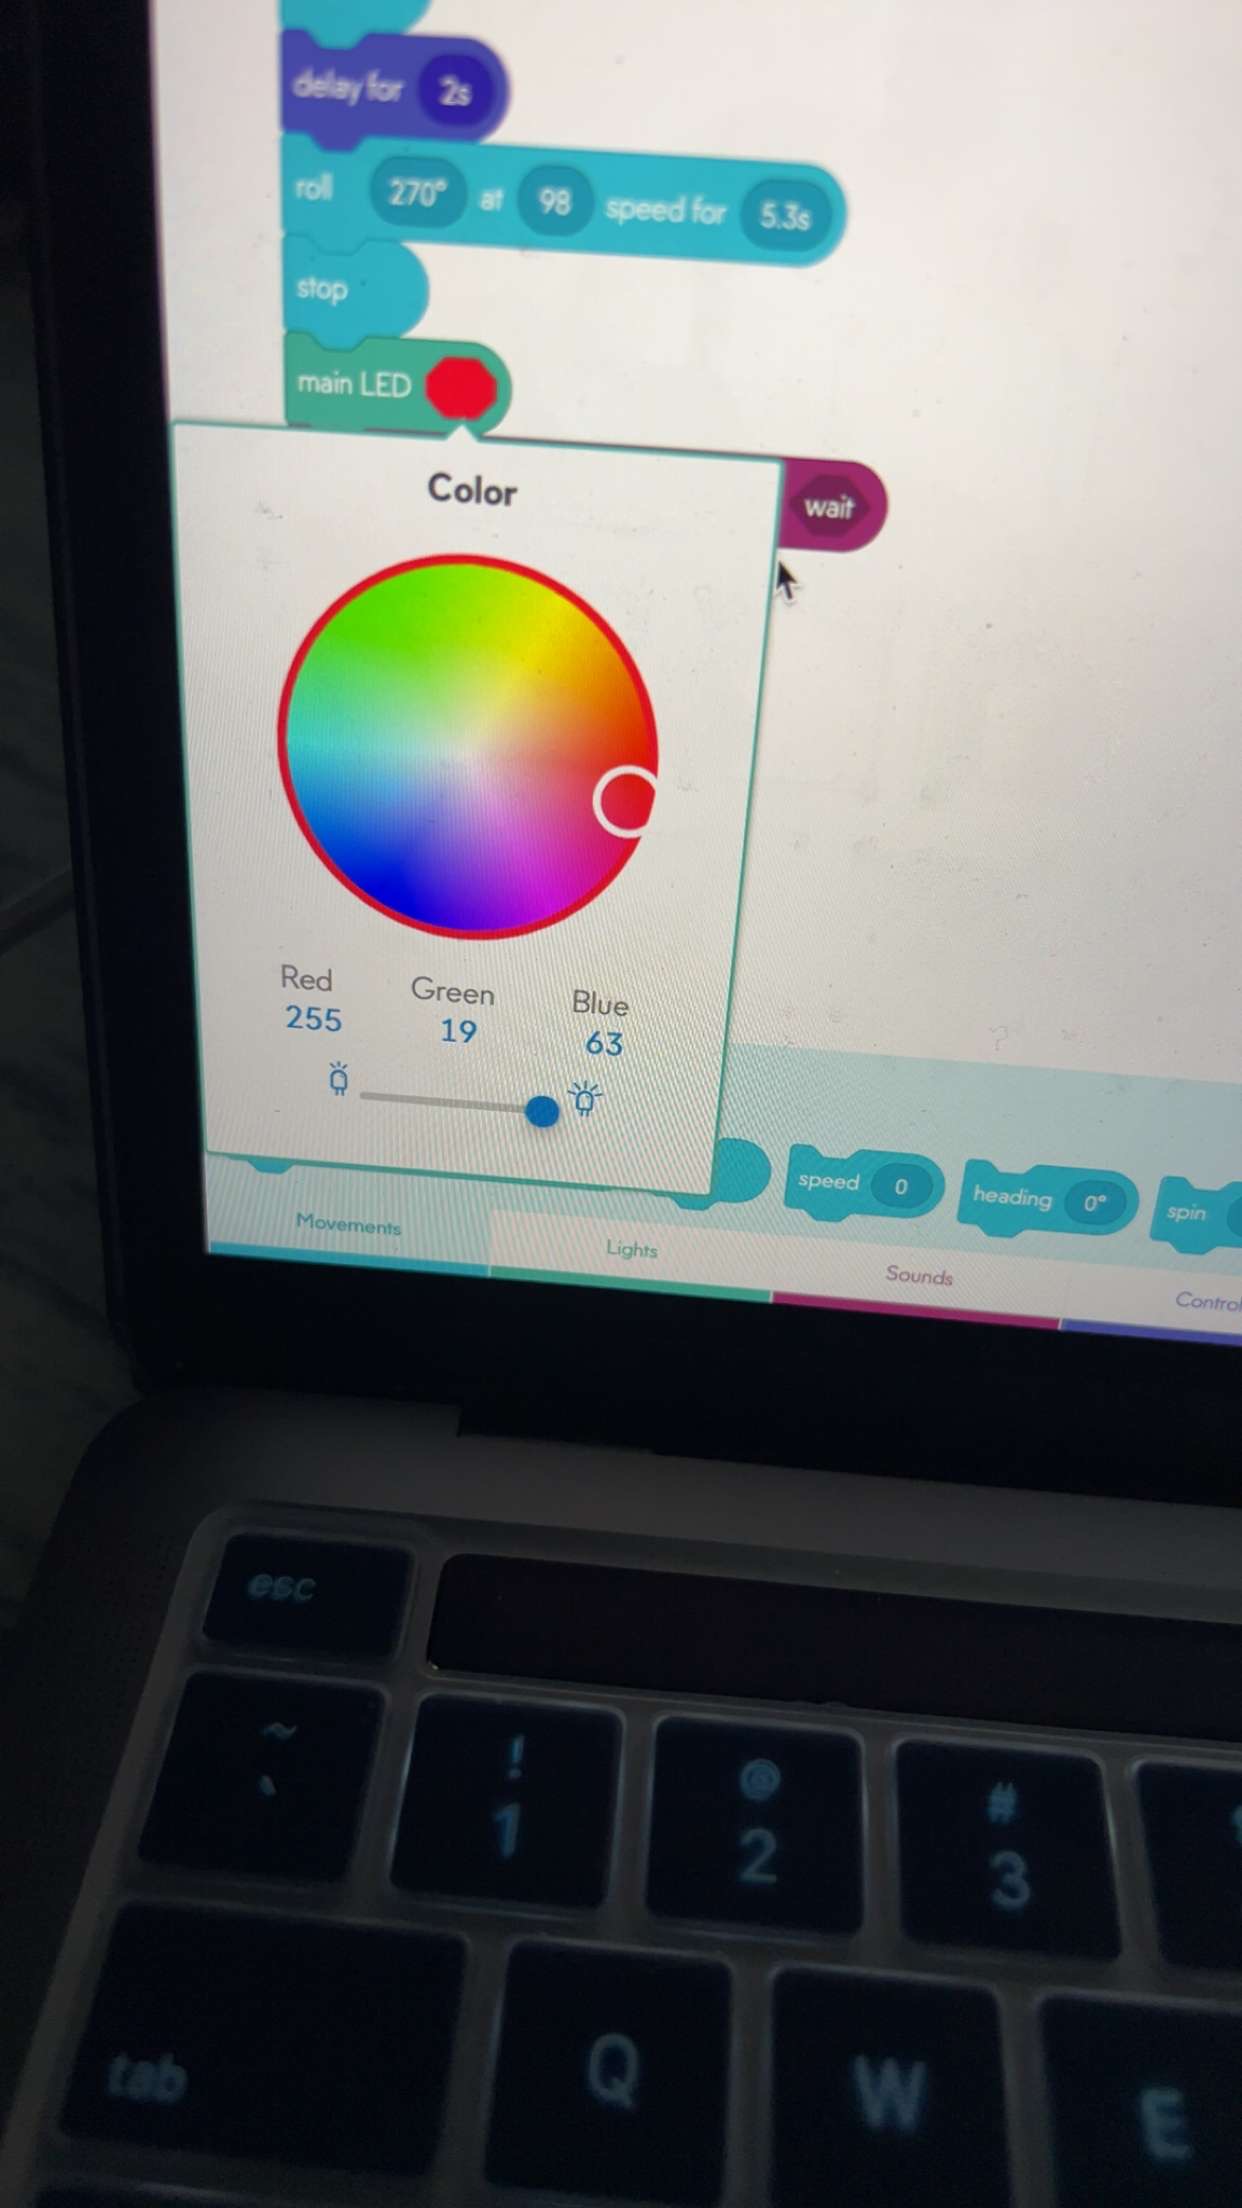 delay for 2s
roll 270° at 98 speed for 5.3s
stop
main LED
Color
wait
Red Green Blue
255 19 63
speed 0 heading 0° spin
Movements Lights Sounds Control
esc
~ ! @ #
` 1 2 3
tab Q W E